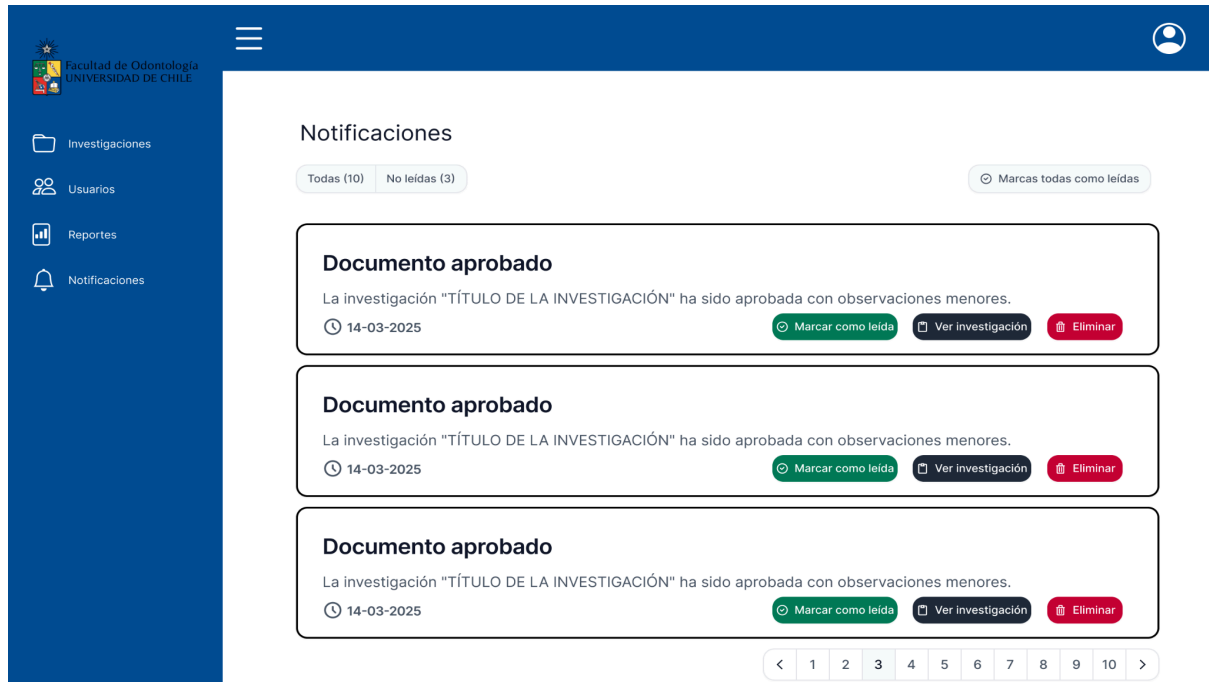 Facultad de Odontología
UNIVERSIDAD DE CHILE
Investigaciones
Usuarios
Reportes
Notificaciones
Notificaciones
Todas (10) No leídas (3)
Marcas todas como leídas
Documento aprobado
La investigación "TÍTULO DE LA INVESTIGACIÓN" ha sido aprobada con observaciones menores.
14-03-2025 Marcar como leída Ver investigación Eliminar
Documento aprobado
La investigación "TÍTULO DE LA INVESTIGACIÓN" ha sido aprobada con observaciones menores.
14-03-2025 Marcar como leída Ver investigación Eliminar
Documento aprobado
La investigación "TÍTULO DE LA INVESTIGACIÓN" ha sido aprobada con observaciones menores.
14-03-2025 Marcar como leída Ver investigación Eliminar
< 1 2 3 4 5 6 7 8 9 10 >